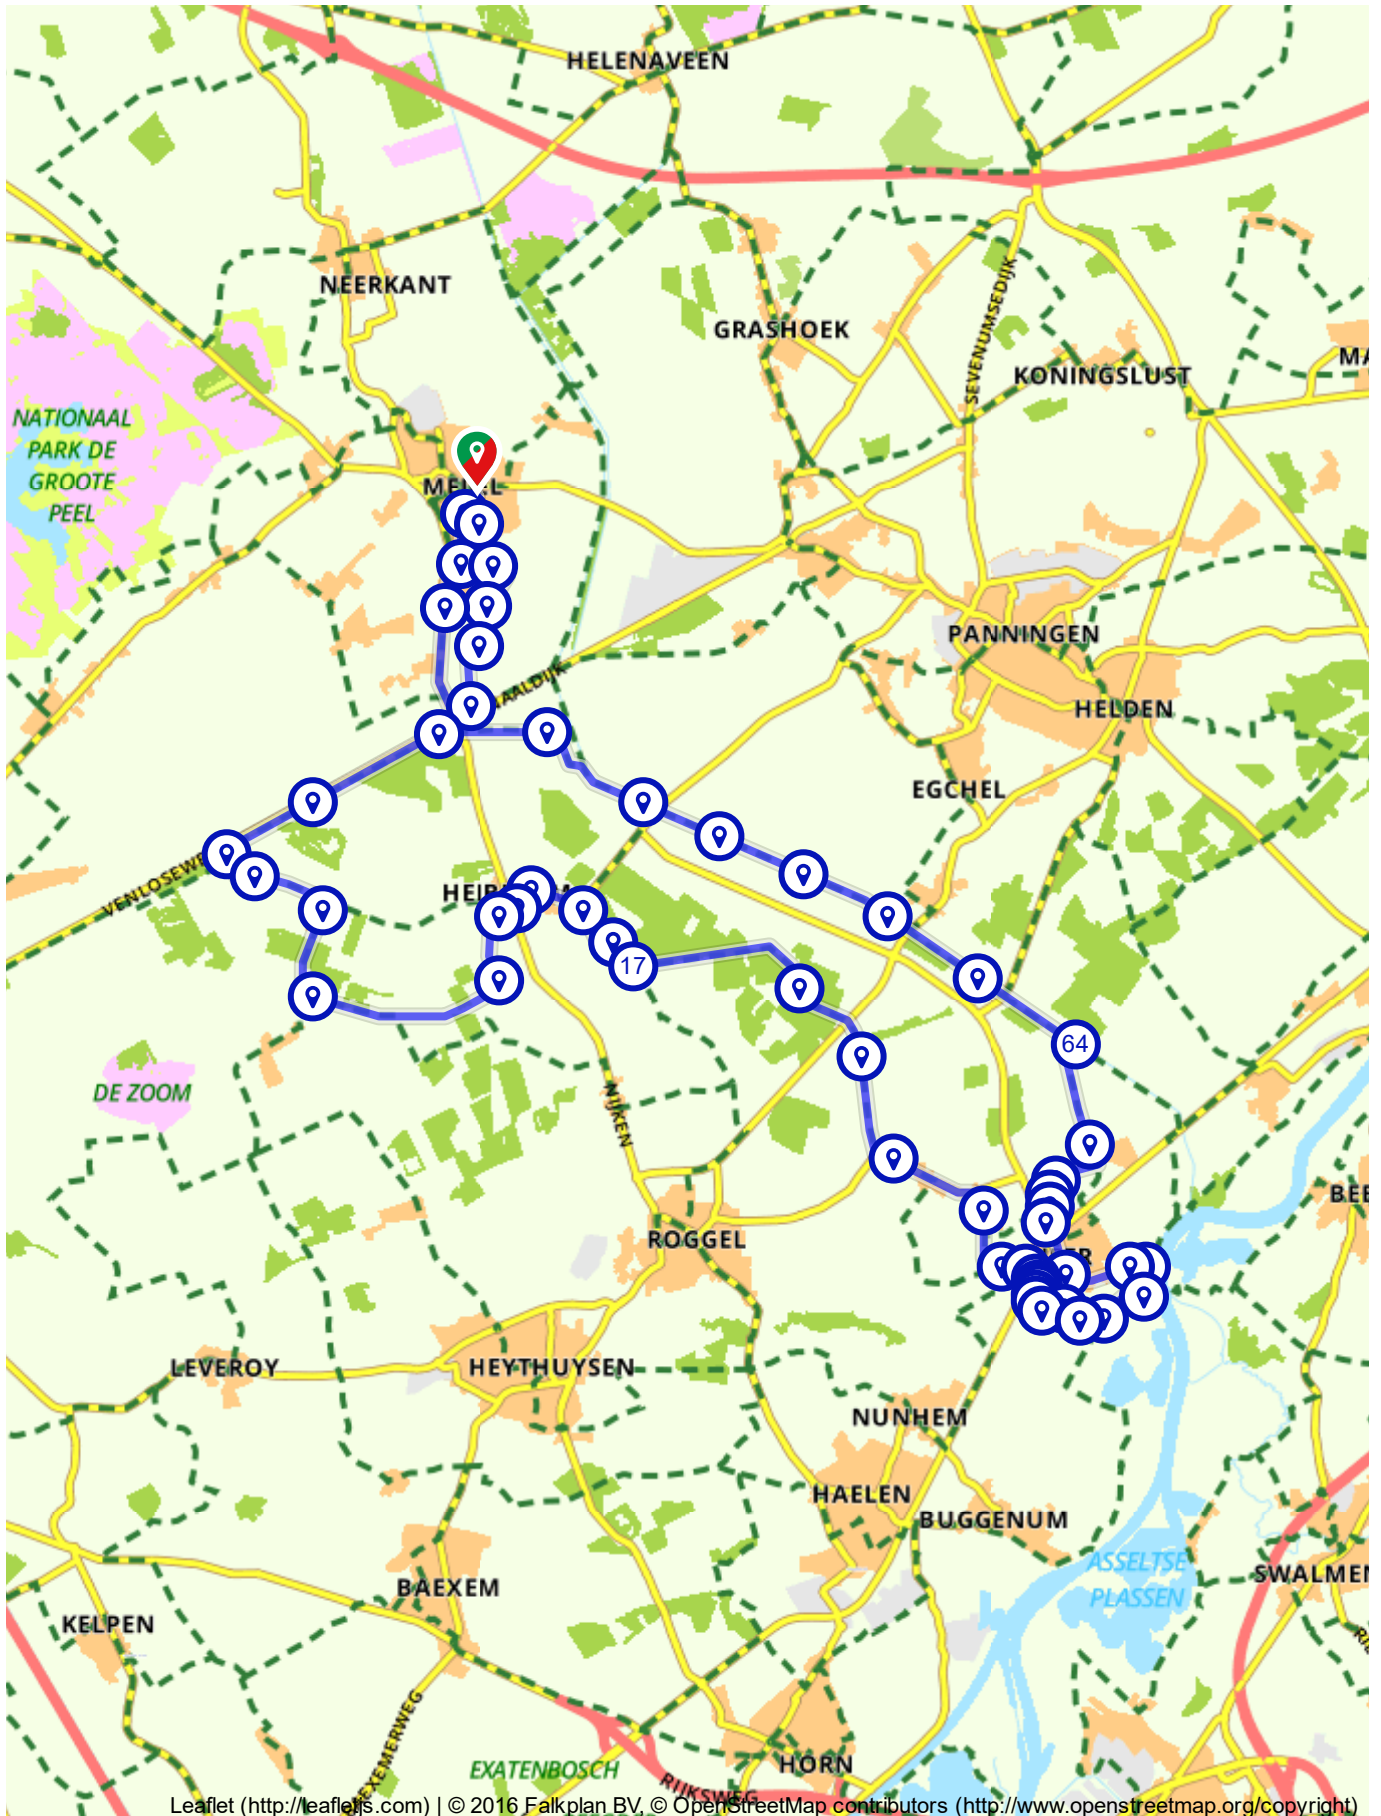 HELENAVEEN
NEERKANT
SEVENUMSEDIJK
GRASHOEK
KONINGSLUST
NATIONAAL
PARK DE
GROOTE
PEEL
PANNINGEN
HELDEN
EGCHEL
17
64
DE ZOOM
NIJKEN
ROGGEL
LEVEROY
HEYTHUYSEN
NUNHEM
HAELEN
BUGGENUM
ASSELTSE
PLASSEN
BAEXEM
KELPEN
HORN
EXATENBOSCH
RIJKSWEG
Leaflet (http://leafletjs.com) | © 2016 Falkplan BV, © OpenStreetMap contributors (http://www.openstreetmap.org/copyright)